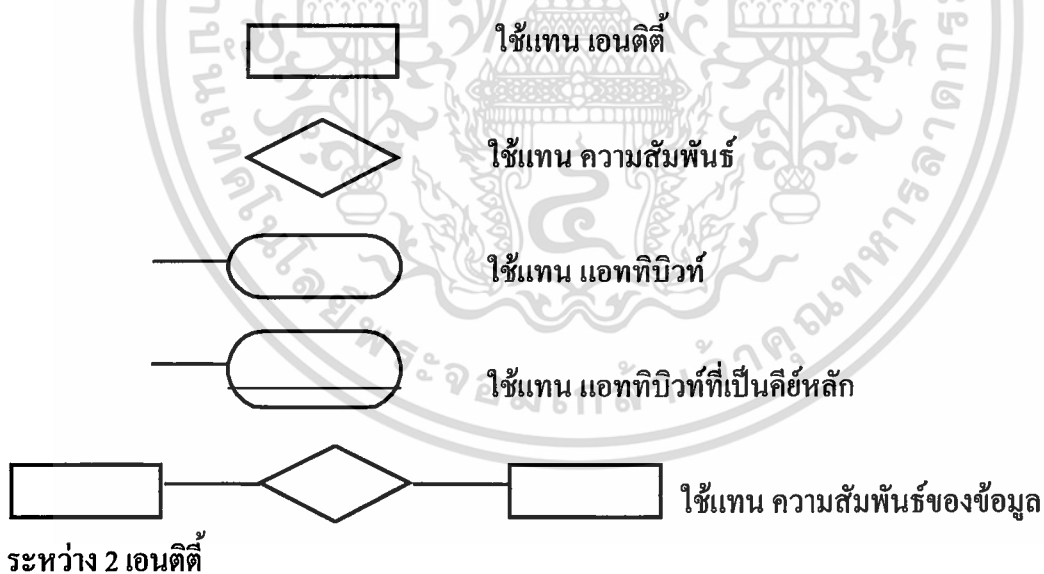 ใช้แทน เอนติตี้
ใช้แทน ความสัมพันธ์
ใช้แทน แอททิบิวท์
ใช้แทน แอททิบิวท์ที่เป็นคีย์หลัก
ใช้แทน ความสัมพันธ์ของข้อมูล
ระหว่าง 2 เอนติตี้